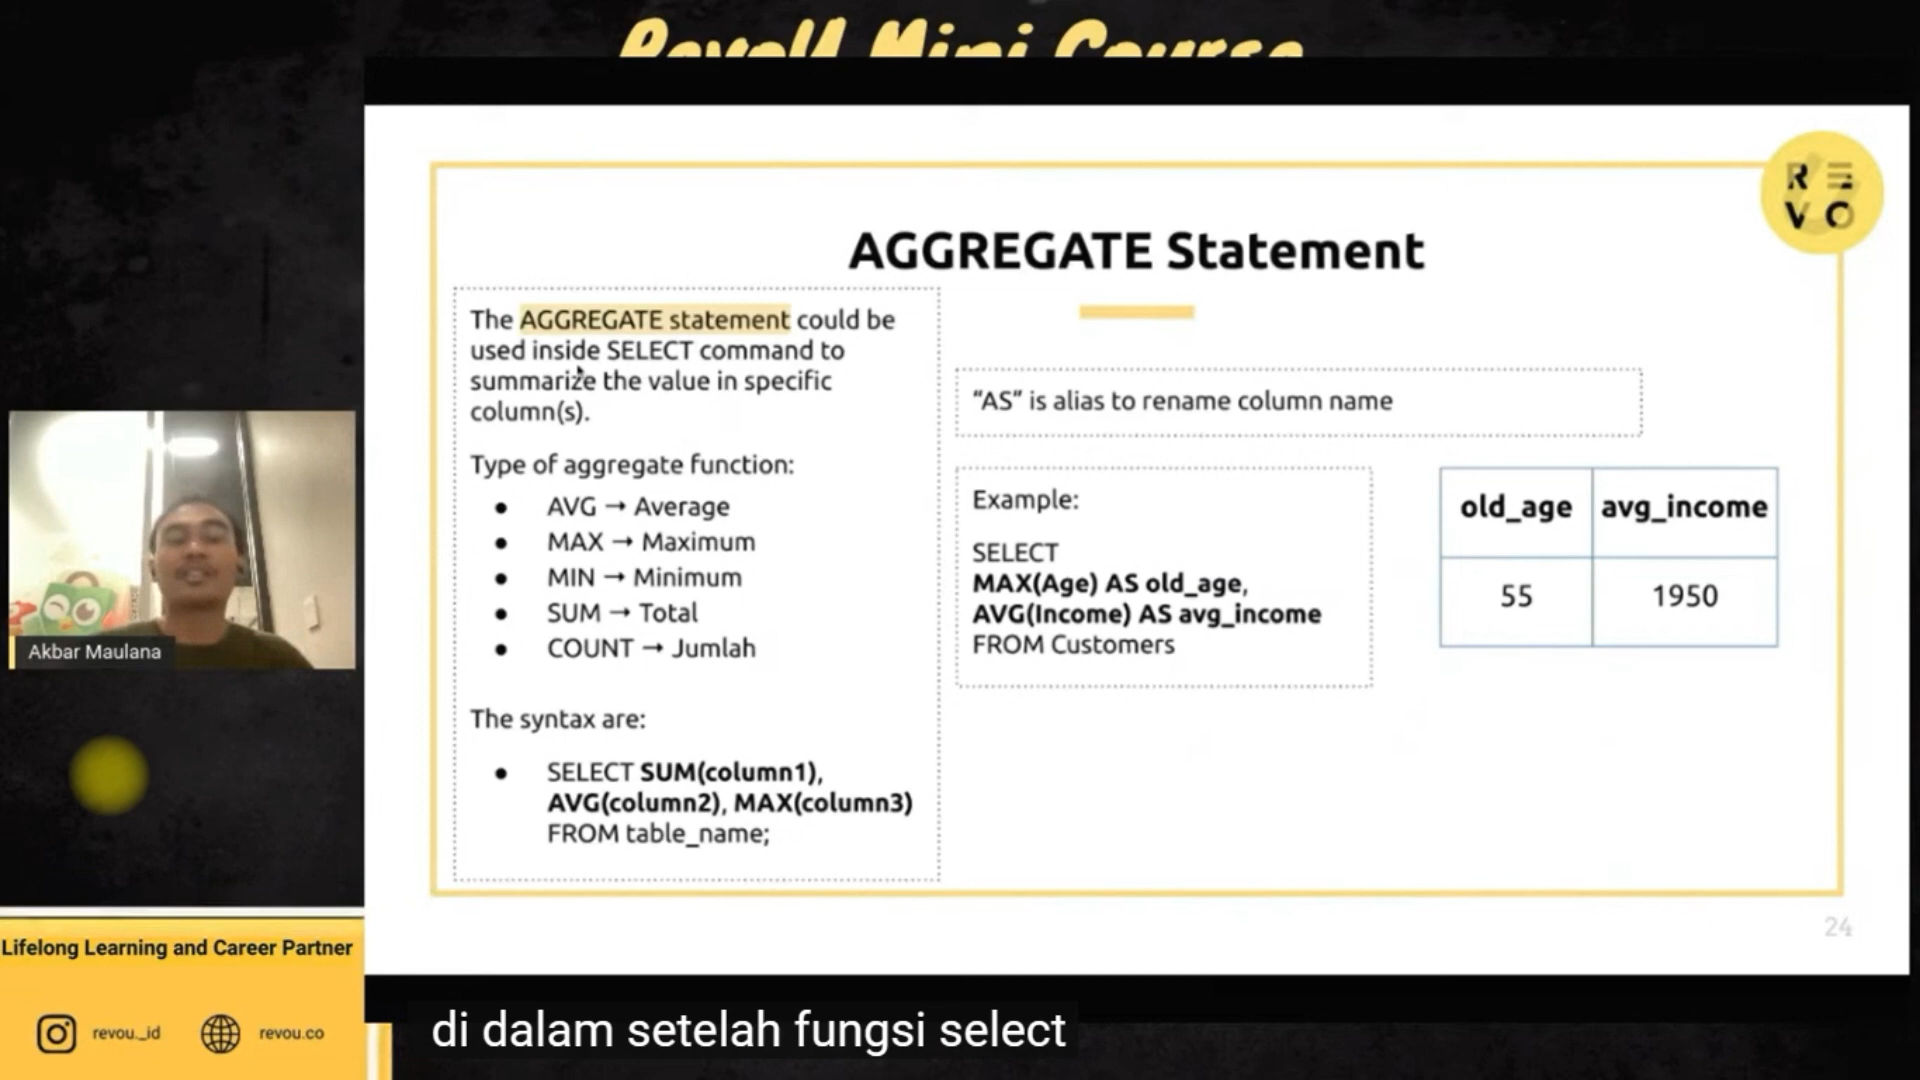 RevoU Mini Course
R E
V O
AGGREGATE Statement
The AGGREGATE statement could be
used inside SELECT command to
summarize the value in specific
column(s).
Type of aggregate function:
● AVG → Average
● MAX → Maximum
● MIN → Minimum
● SUM → Total
● COUNT → Jumlah
The syntax are:
● SELECT SUM(column1),
AVG(column2), MAX(column3)
FROM table_name;
“AS” is alias to rename column name
Example:
SELECT
MAX(Age) AS old_age,
AVG(Income) AS avg_income
FROM Customers
old_age avg_income
55 1950
24
Akbar Maulana
Lifelong Learning and Career Partner
revou_id revou.co
di dalam setelah fungsi select